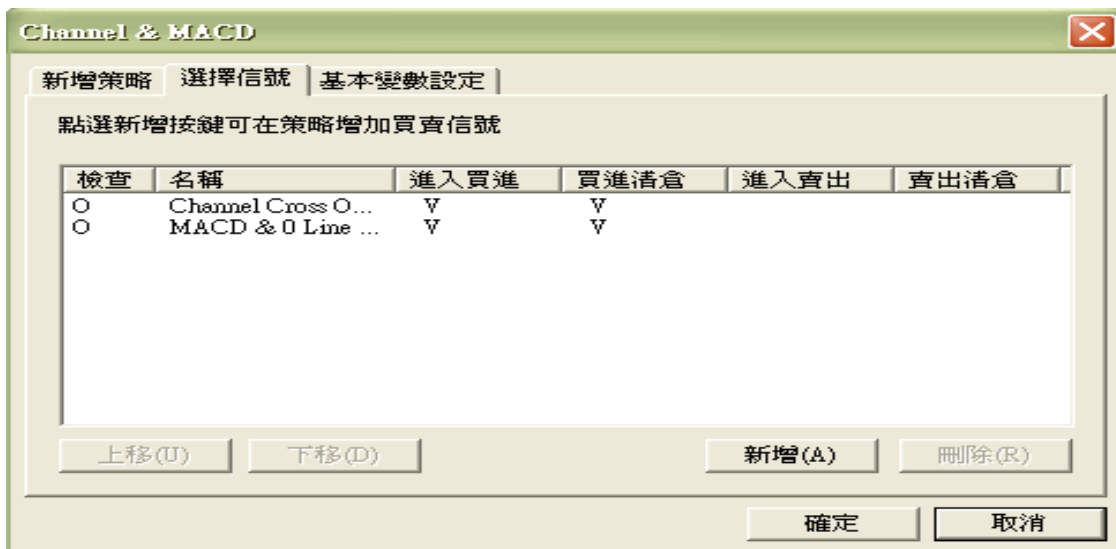 Channel & MACD
新增策略 選擇信號 基本變數設定
點選新增按鍵可在策略增加買賣信號
檢查 名稱 進入買進 買進清倉 進入賣出 賣出清倉
O Channel Cross O... V V
O MACD & 0 Line ... V V
上移(U) 下移(D) 新增(A) 刪除(R)
確定 取消